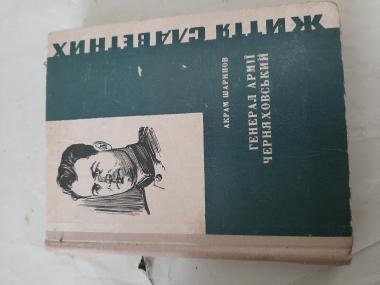 ЖИТТЯ СЛАВЕТНИХ
АКРАМ ШАРИПОВ
ГЕНЕРАЛ АРМІЇ
ЧЕРНЯХОВСЬКИЙ